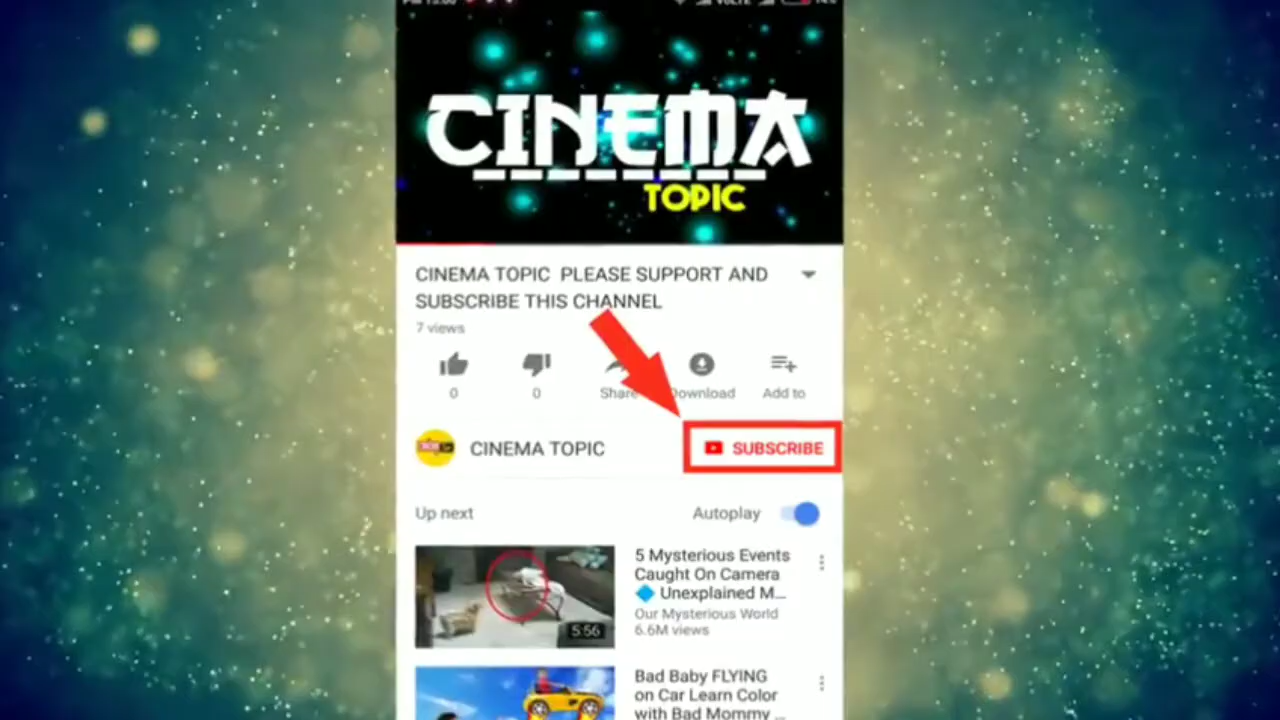 VoLTE
CINEMA
TOPIC
CINEMA TOPIC PLEASE SUPPORT AND
SUBSCRIBE THIS CHANNEL
7 views
0
0
Share
Download
Add to
CINEMA TOPIC
SUBSCRIBE
Up next
Autoplay
5 Mysterious Events
Caught On Camera
🔷 Unexplained M...
Our Mysterious World
6.6M views
5:56
Bad Baby FLYING
on Car Learn Color
with Bad Mommy ...